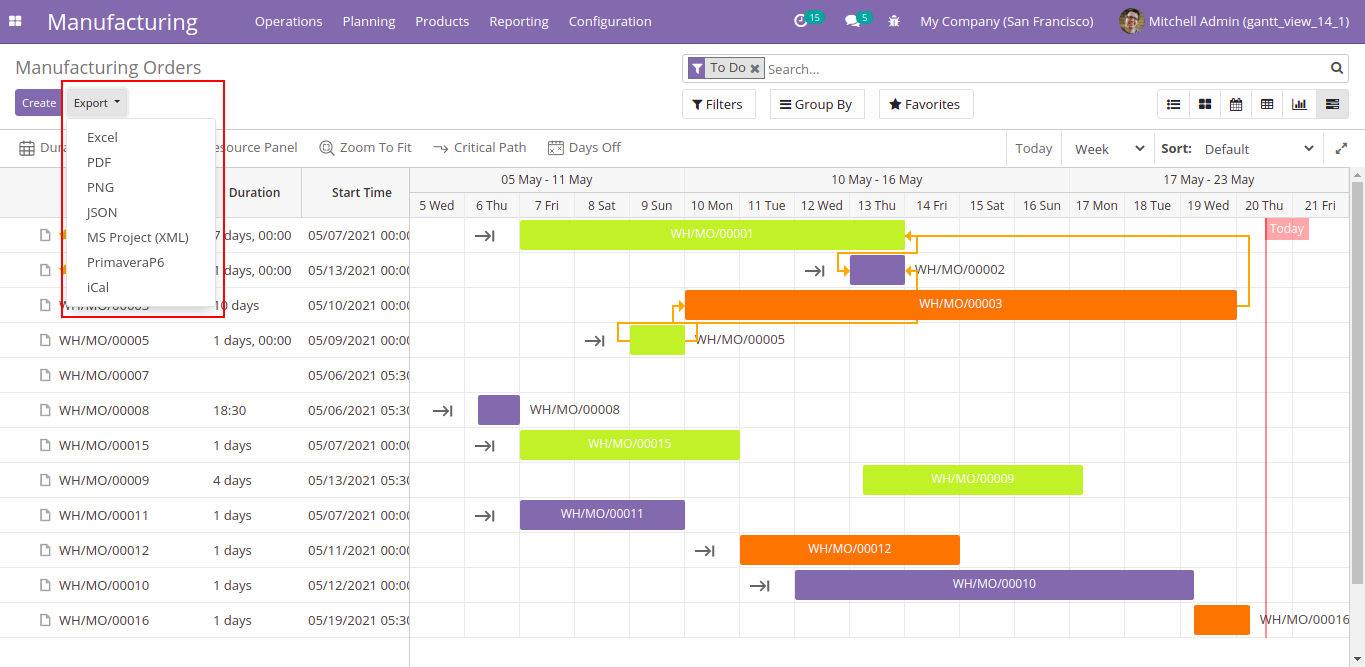 Manufacturing
Operations Planning Products Reporting Configuration
15 5 My Company (San Francisco) Mitchell Admin (gantt_view_14_1)
Manufacturing Orders
To Do Search...
Create Export
Filters Group By Favorites
Excel
PDF
PNG
JSON
MS Project (XML)
PrimaveraP6
iCal
Panel Zoom To Fit Critical Path Days Off
Today Week Sort: Default
Duration Start Time
05 May - 11 May 10 May - 16 May 17 May - 23 May
5 Wed 6 Thu 7 Fri 8 Sat 9 Sun 10 Mon 11 Tue 12 Wed 13 Thu 14 Fri 15 Sat 16 Sun 17 Mon 18 Tue 19 Wed 20 Thu 21 Fri
7 days, 00:00 05/07/2021 00:00 WH/MO/00001 Today
1 days, 00:00 05/13/2021 00:00 WH/MO/00002
10 days 05/10/2021 00:00 WH/MO/00003
WH/MO/00005 1 days, 00:00 05/09/2021 00:00 WH/MO/00005
WH/MO/00007 05/06/2021 05:30
WH/MO/00008 18:30 05/06/2021 05:30 WH/MO/00008
WH/MO/00015 1 days 05/07/2021 00:00 WH/MO/00015
WH/MO/00009 4 days 05/13/2021 05:30 WH/MO/00009
WH/MO/00011 1 days 05/07/2021 00:00 WH/MO/00011
WH/MO/00012 1 days 05/11/2021 00:00 WH/MO/00012
WH/MO/00010 1 days 05/12/2021 00:00 WH/MO/00010
WH/MO/00016 1 days 05/19/2021 05:30 WH/MO/00016